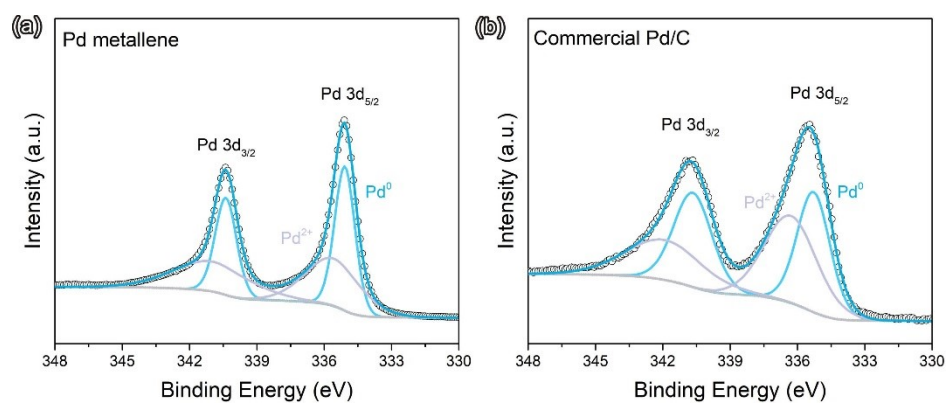 (a)
Pd metallene
Pd 3d5/2
Pd 3d3/2
Pd0
Pd2+
Intensity (a.u.)
348 345 342 339 336 333 330
Binding Energy (eV)
(b)
Commercial Pd/C
Pd 3d5/2
Pd 3d3/2
Pd2+
Pd0
Intensity (a.u.)
348 345 342 339 336 333 330
Binding Energy (eV)